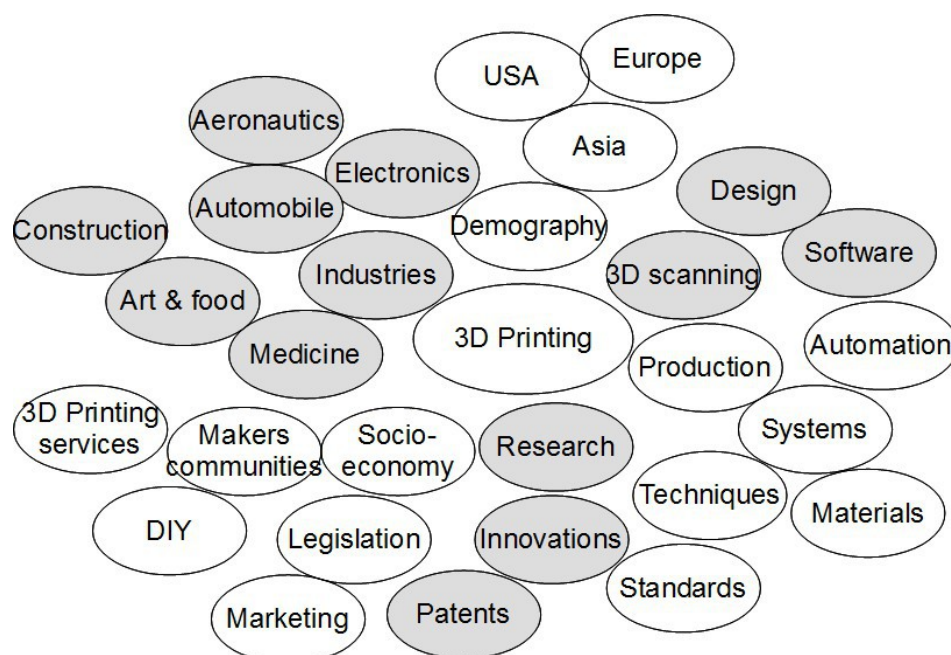 Europe
USA
Aeronautics
Asia
Electronics
Design
Automobile
Demography
Construction
Software
Industries
3D scanning
Art & food
3D Printing
Medicine
Automation
Production
3D Printing
services
Makers
communities
Socio-
economy
Research
Systems
Techniques
Materials
DIY
Legislation
Innovations
Standards
Marketing
Patents